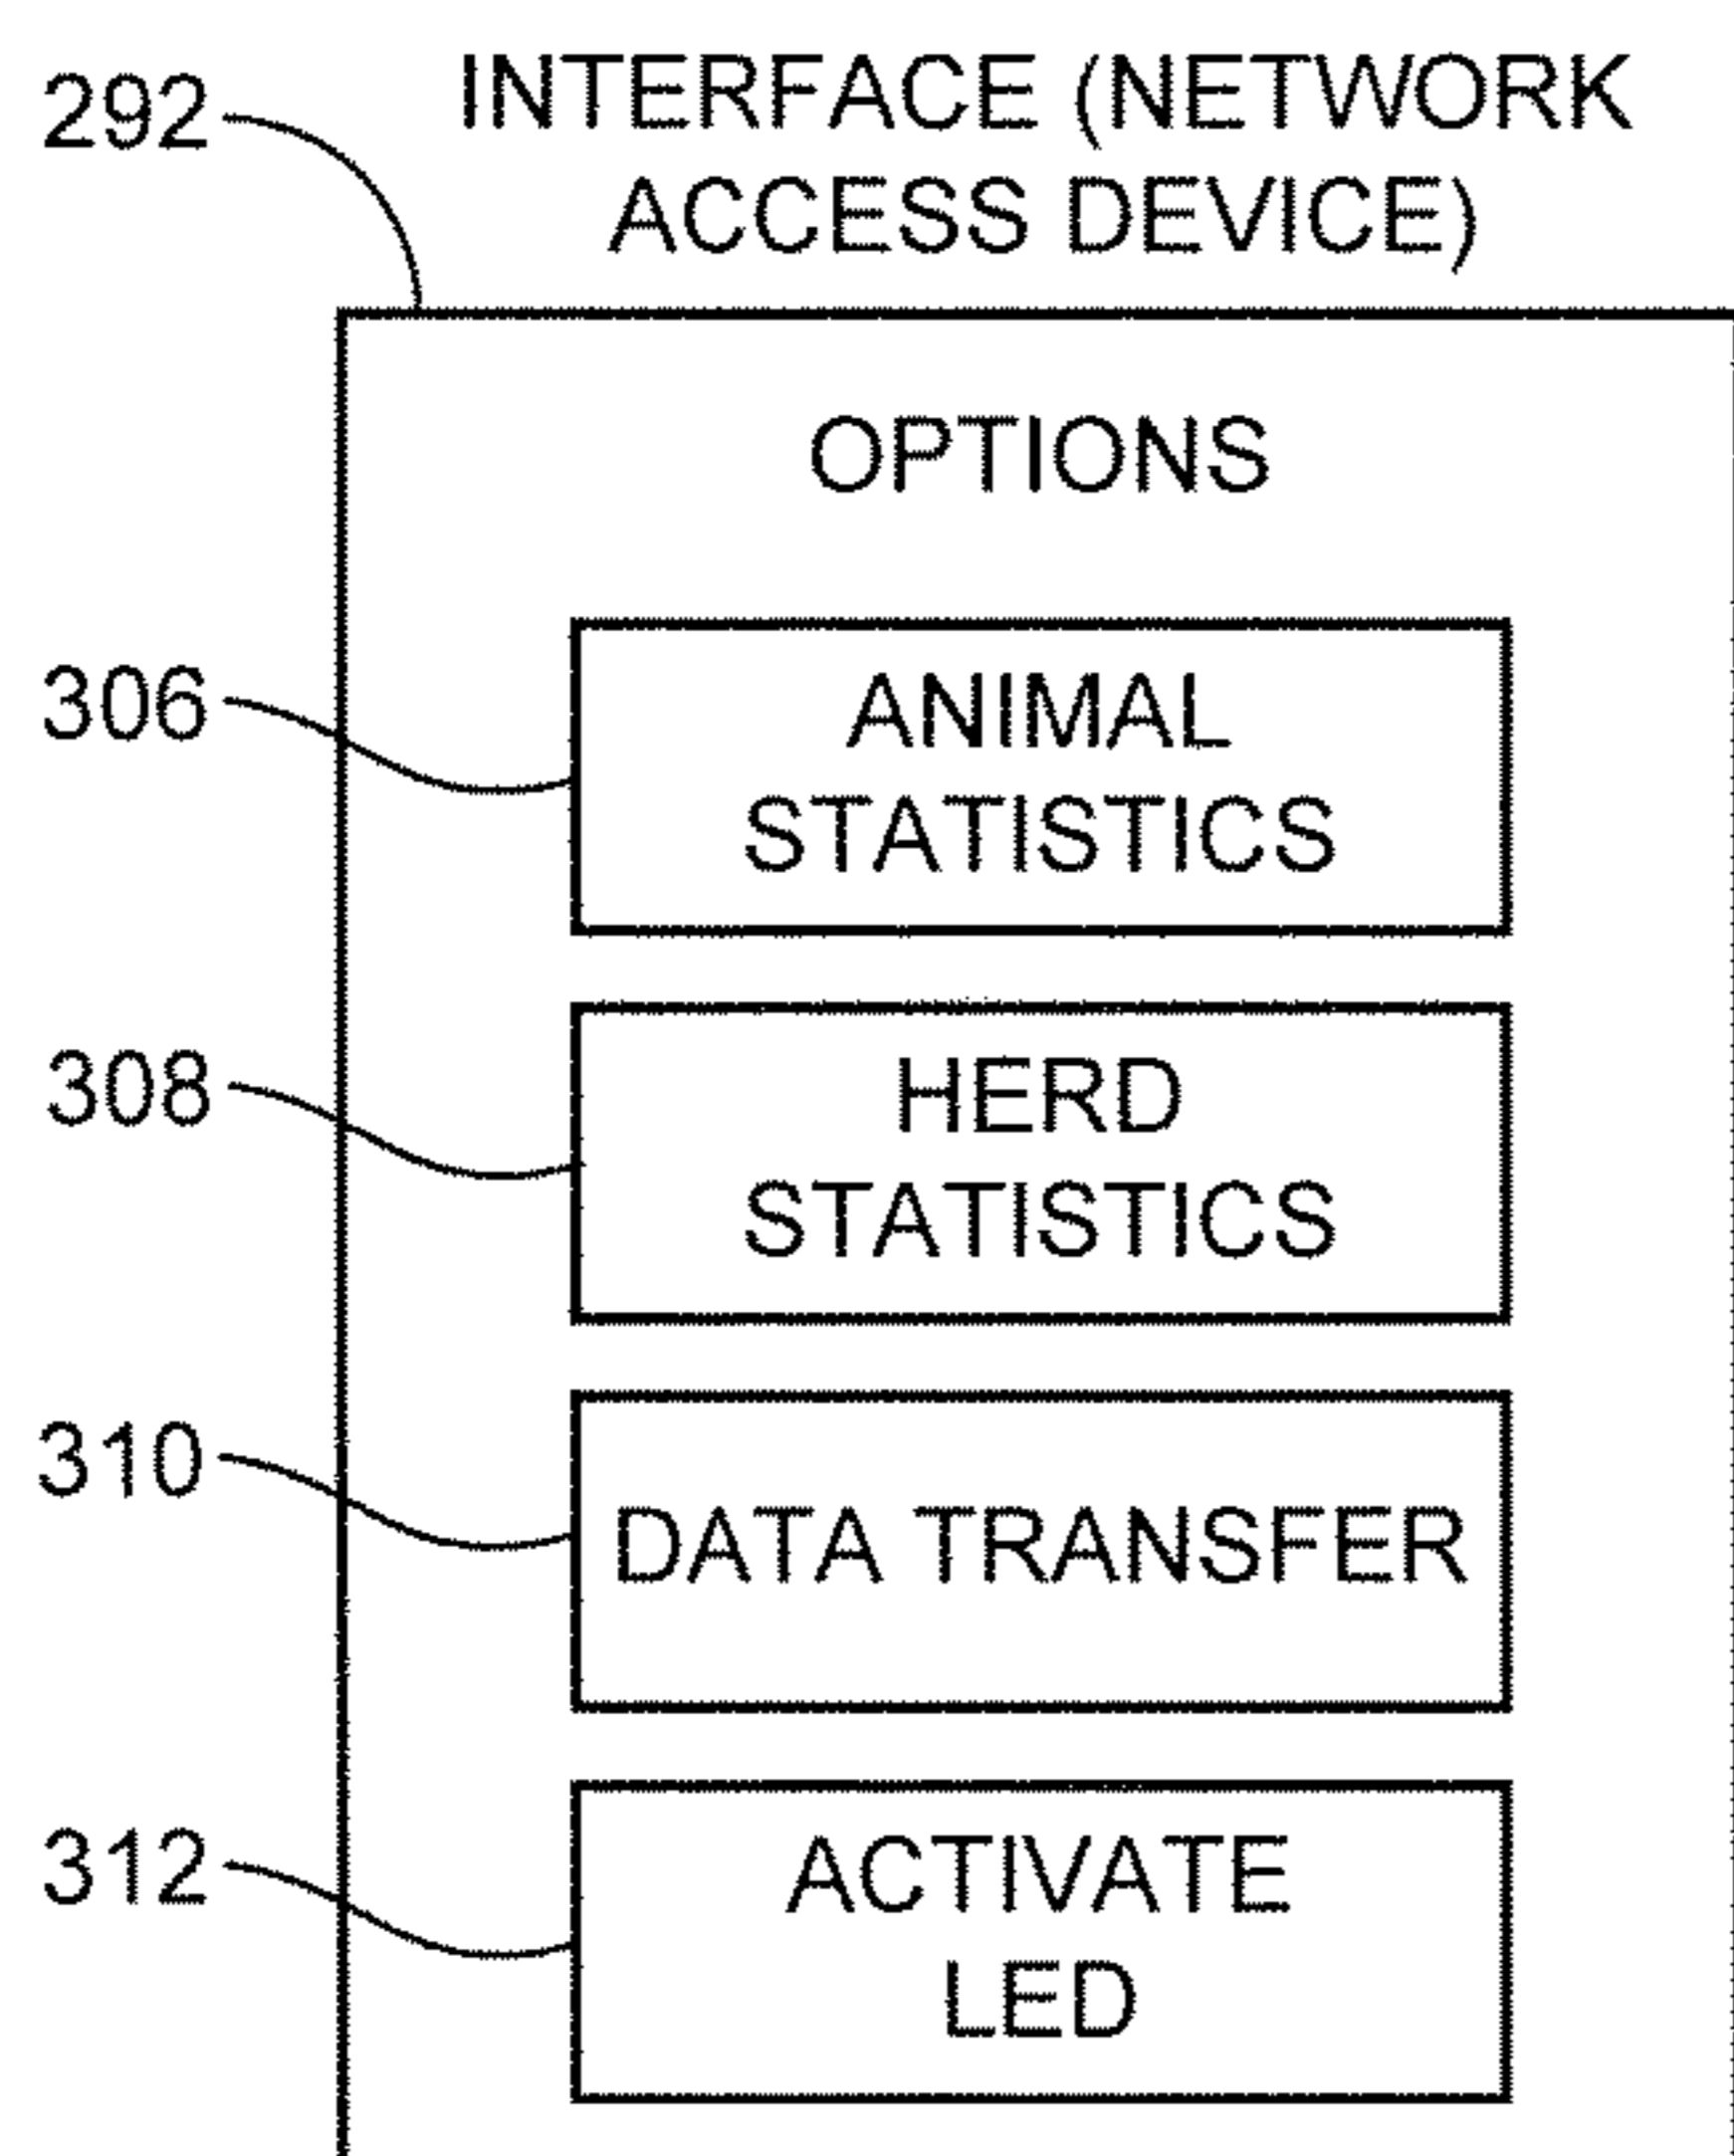 292
INTERFACE (NETWORK
ACCESS DEVICE)
OPTIONS
306
ANIMAL
STATISTICS
308
HERD
STATISTICS
310
DATA TRANSFER
312
ACTIVATE
LED